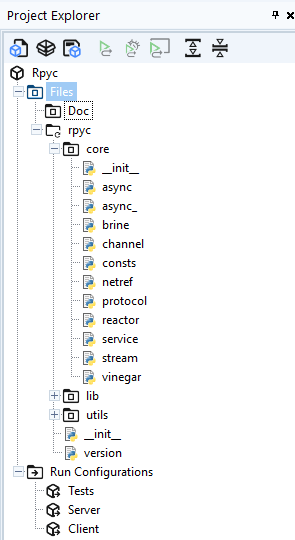 Project Explorer
Rpyc
Files
Doc
rpyc
core
__init__
async
async_
brine
channel
consts
netref
protocol
reactor
service
stream
vinegar
lib
utils
__init__
version
Run Configurations
Tests
Server
Client